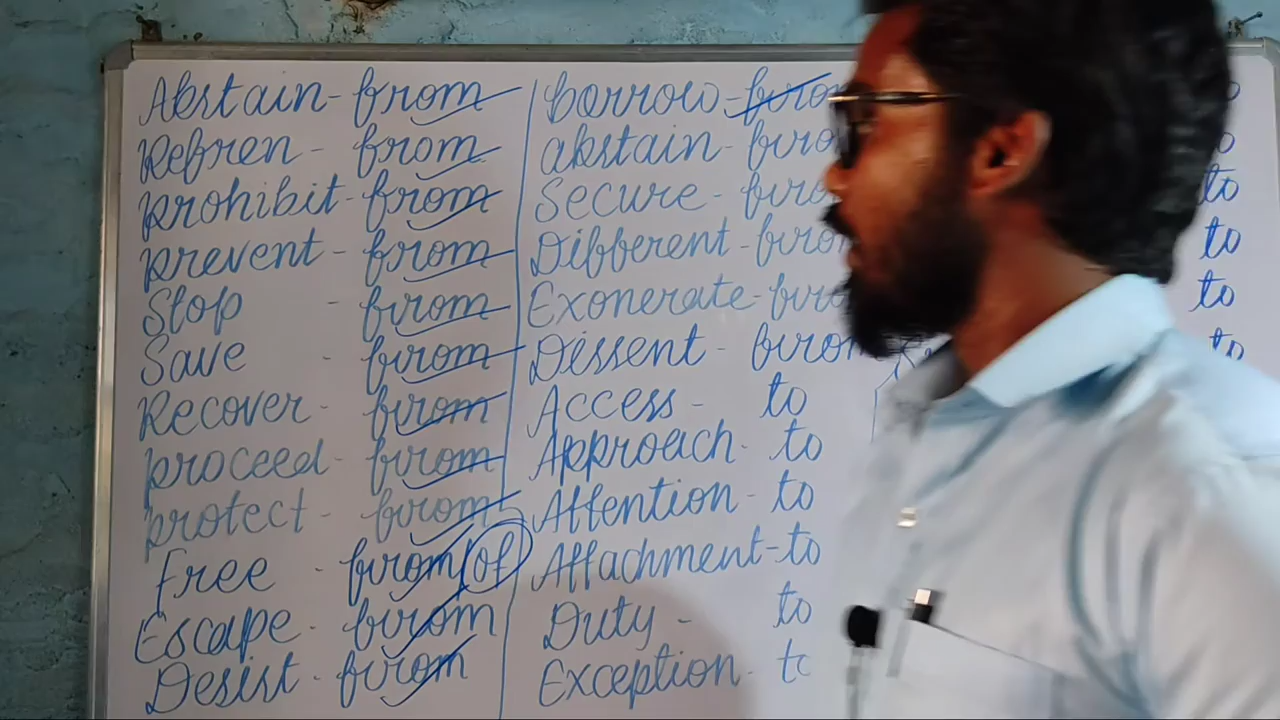 Abstain - from
Refren - from
prohibit - from
prevent - from
Stop - from
Save - from
Recover - from
proceed - from
protect - from
Free - from/of
Escape - from
Desist - from
borrow - from
abstain - from
Secure - from
Different - from
Exonerate - from
Dissent - from
Access - to
Approach - to
Attention - to
Attachment - to
Duty - to
Exception - to
to
to
to
to